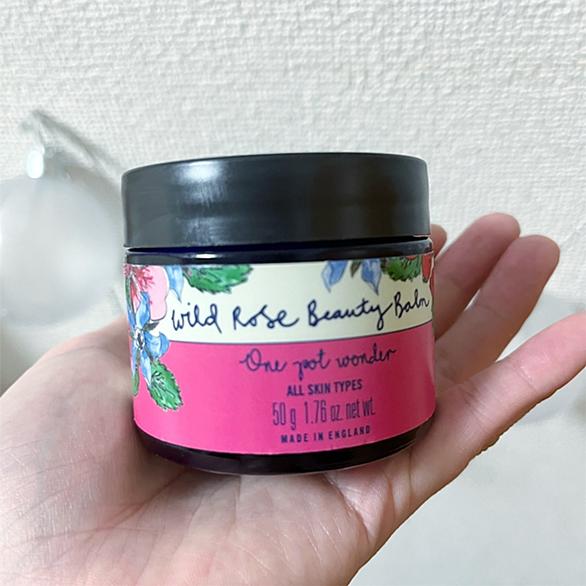 Wild Rose Beauty Balm
One pot wonder
ALL SKIN TYPES
50 g 1.76 oz. net wt.
MADE IN ENGLAND